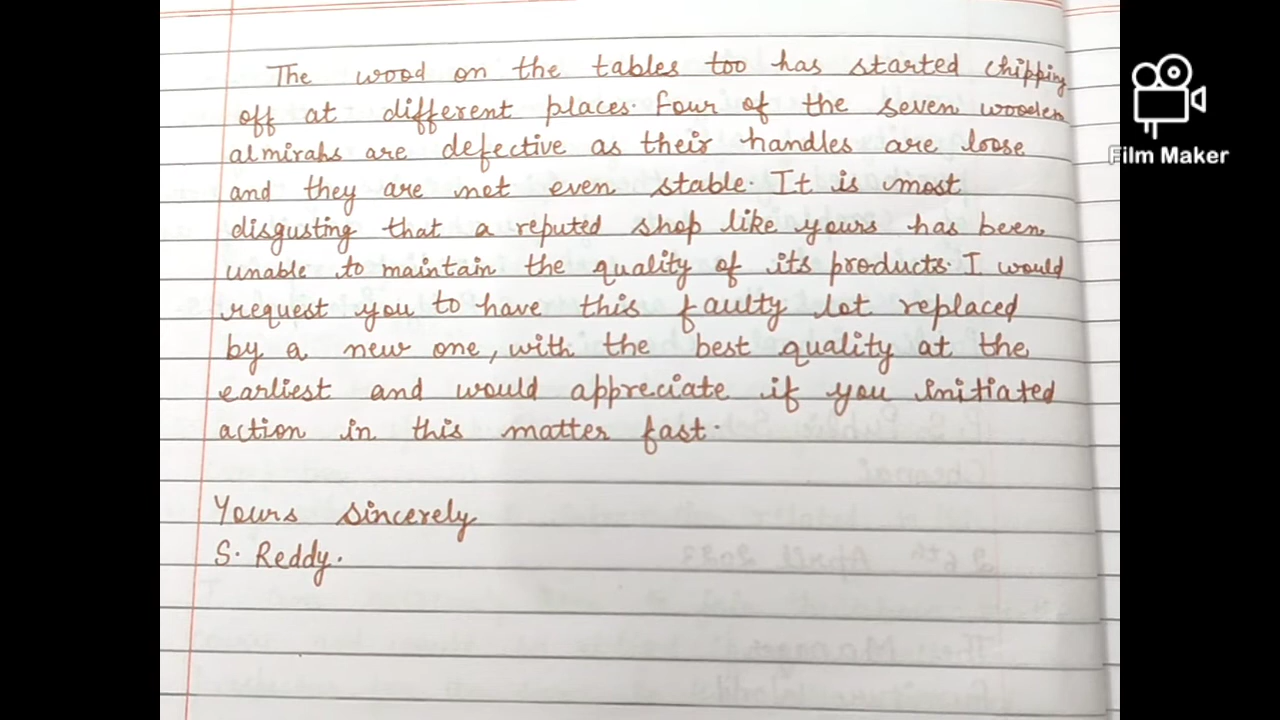 The wood on the tables too has started chipping
off at different places. Four of the seven wooden
almirahs are defective as their handles are loose
and they are not even stable. It is most
disgusting that a reputed shop like yours has been
unable to maintain the quality of its products. I would
request you to have this faulty lot replaced
by a new one, with the best quality at the
earliest and would appreciate if you initiated
action in this matter fast.
Yours sincerely
S. Reddy.
Film Maker